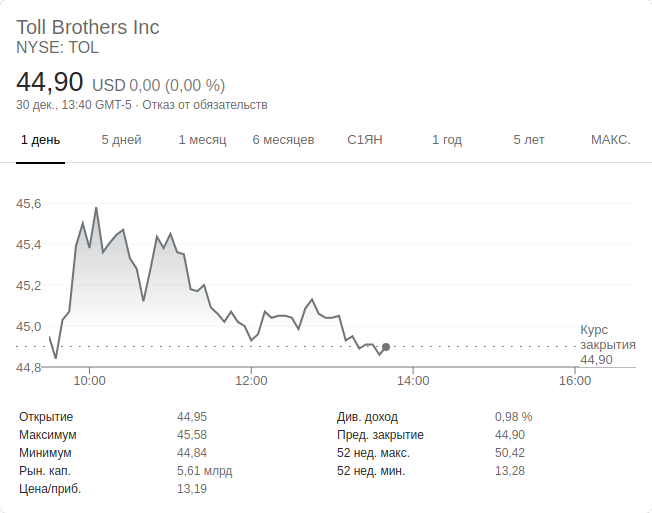 Toll Brothers Inc
NYSE: TOL
44,90 USD 0,00 (0,00 %)
30 дек., 13:40 GMT-5 · Отказ от обязательств
1 день 5 дней 1 месяц 6 месяцев С1ЯН 1 год 5 лет МАКС.
45,6
45,4
45,2
45,0
44,8
Курс
закрытия
44,90
10:00 12:00 14:00 16:00
Открытие 44,95 Див. доход 0,98 %
Максимум 45,58 Пред. закрытие 44,90
Минимум 44,84 52 нед. макс. 50,42
Рын. кап. 5,61 млрд 52 нед. мин. 13,28
Цена/приб. 13,19